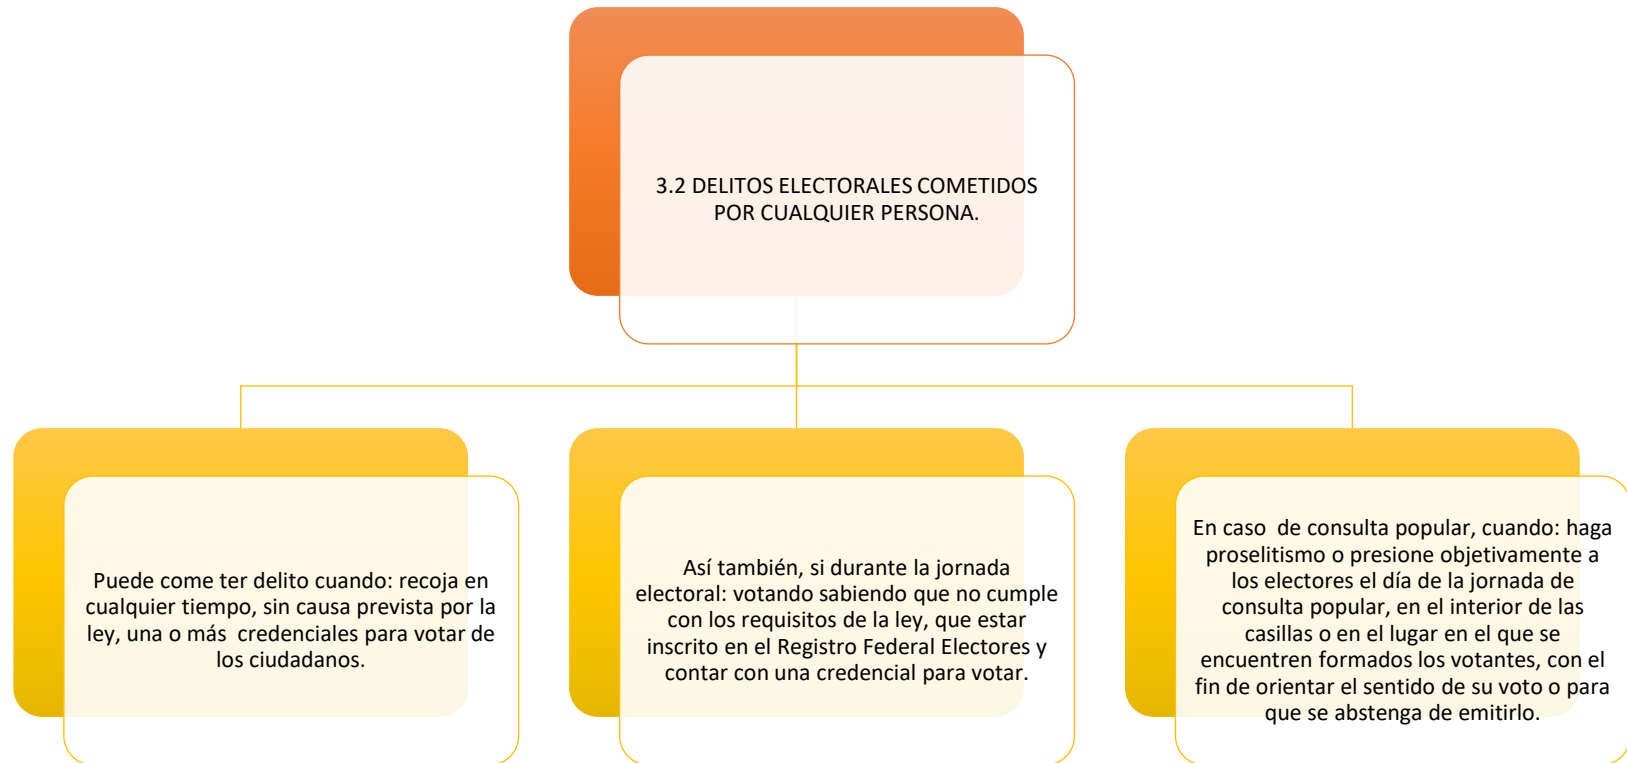 3.2 DELITOS ELECTORALES COMETIDOS
POR CUALQUIER PERSONA.
Puede come ter delito cuando: recoja en
cualquier tiempo, sin causa prevista por la
ley, una o más  credenciales para votar de
los ciudadanos.
Así también, si durante la jornada
electoral: votando sabiendo que no cumple
con los requisitos de la ley, que estar
inscrito en el Registro Federal Electores y
contar con una credencial para votar.
En caso  de consulta popular, cuando: haga
proselitismo o presione objetivamente a
los electores el día de la jornada de
consulta popular, en el interior de las
casillas o en el lugar en el que se
encuentren formados los votantes, con el
fin de orientar el sentido de su voto o para
que se abstenga de emitirlo.